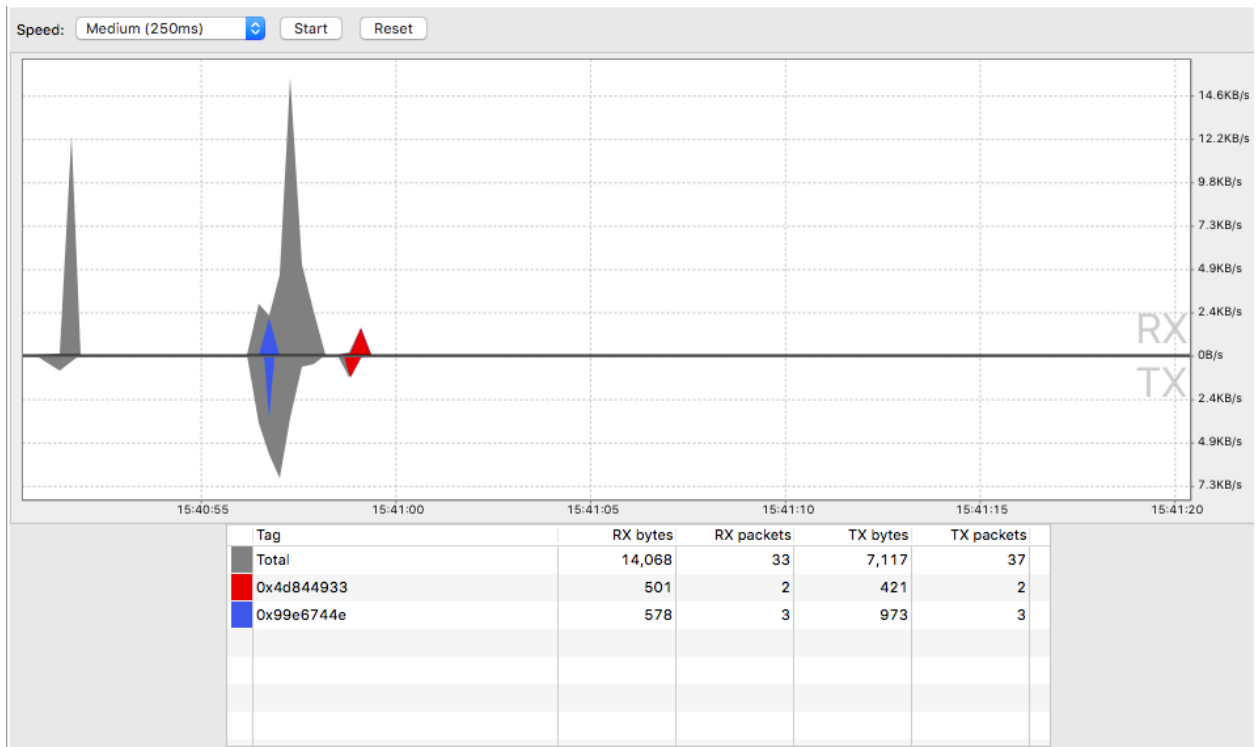 Speed: Medium (250ms) Start Reset
14.6KB/s
12.2KB/s
9.8KB/s
7.3KB/s
4.9KB/s
2.4KB/s
RX
0B/s
TX
2.4KB/s
4.9KB/s
7.3KB/s
15:40:55 15:41:00 15:41:05 15:41:10 15:41:15 15:41:20
Tag RX bytes RX packets TX bytes TX packets
Total 14,068 33 7,117 37
0x4d844933 501 2 421 2
0x99e6744e 578 3 973 3